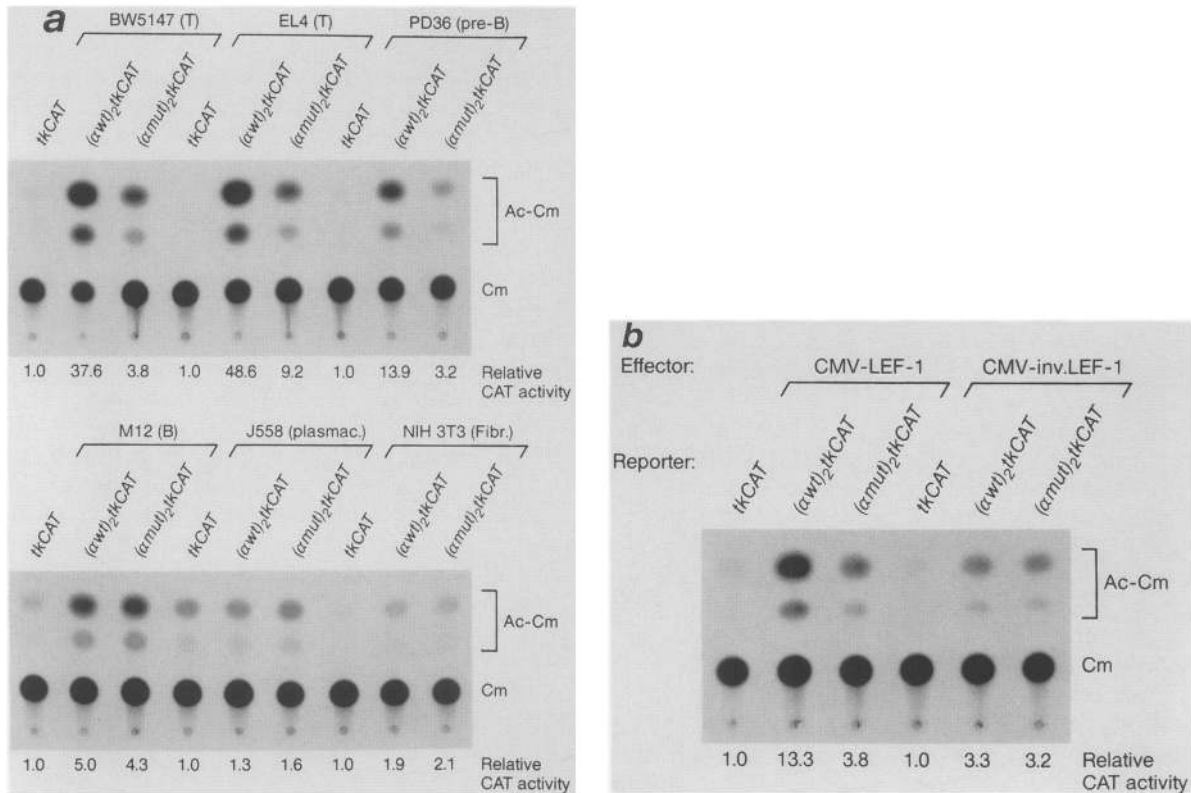 a
BW5147 (T) EL4 (T) PD36 (pre-B)
tkCAT (αwt)2tkCAT (αmut)2tkCAT tkCAT (αwt)2tkCAT (αmut)2tkCAT tkCAT (αwt)2tkCAT (αmut)2tkCAT
Ac-Cm
Cm
1.0 37.6 3.8 1.0 48.6 9.2 1.0 13.9 3.2 Relative
CAT activity
M12 (B) J558 (plasmac.) NIH 3T3 (Fibr.)
tkCAT (αwt)2tkCAT (αmut)2tkCAT tkCAT (αwt)2tkCAT (αmut)2tkCAT tkCAT (αwt)2tkCAT (αmut)2tkCAT
Ac-Cm
Cm
1.0 5.0 4.3 1.0 1.3 1.6 1.0 1.9 2.1 Relative
CAT activity
b
Effector: CMV-LEF-1 CMV-inv.LEF-1
Reporter: tkCAT (αwt)2tkCAT (αmut)2tkCAT tkCAT (αwt)2tkCAT (αmut)2tkCAT
Ac-Cm
Cm
1.0 13.3 3.8 1.0 3.3 3.2 Relative
CAT activity